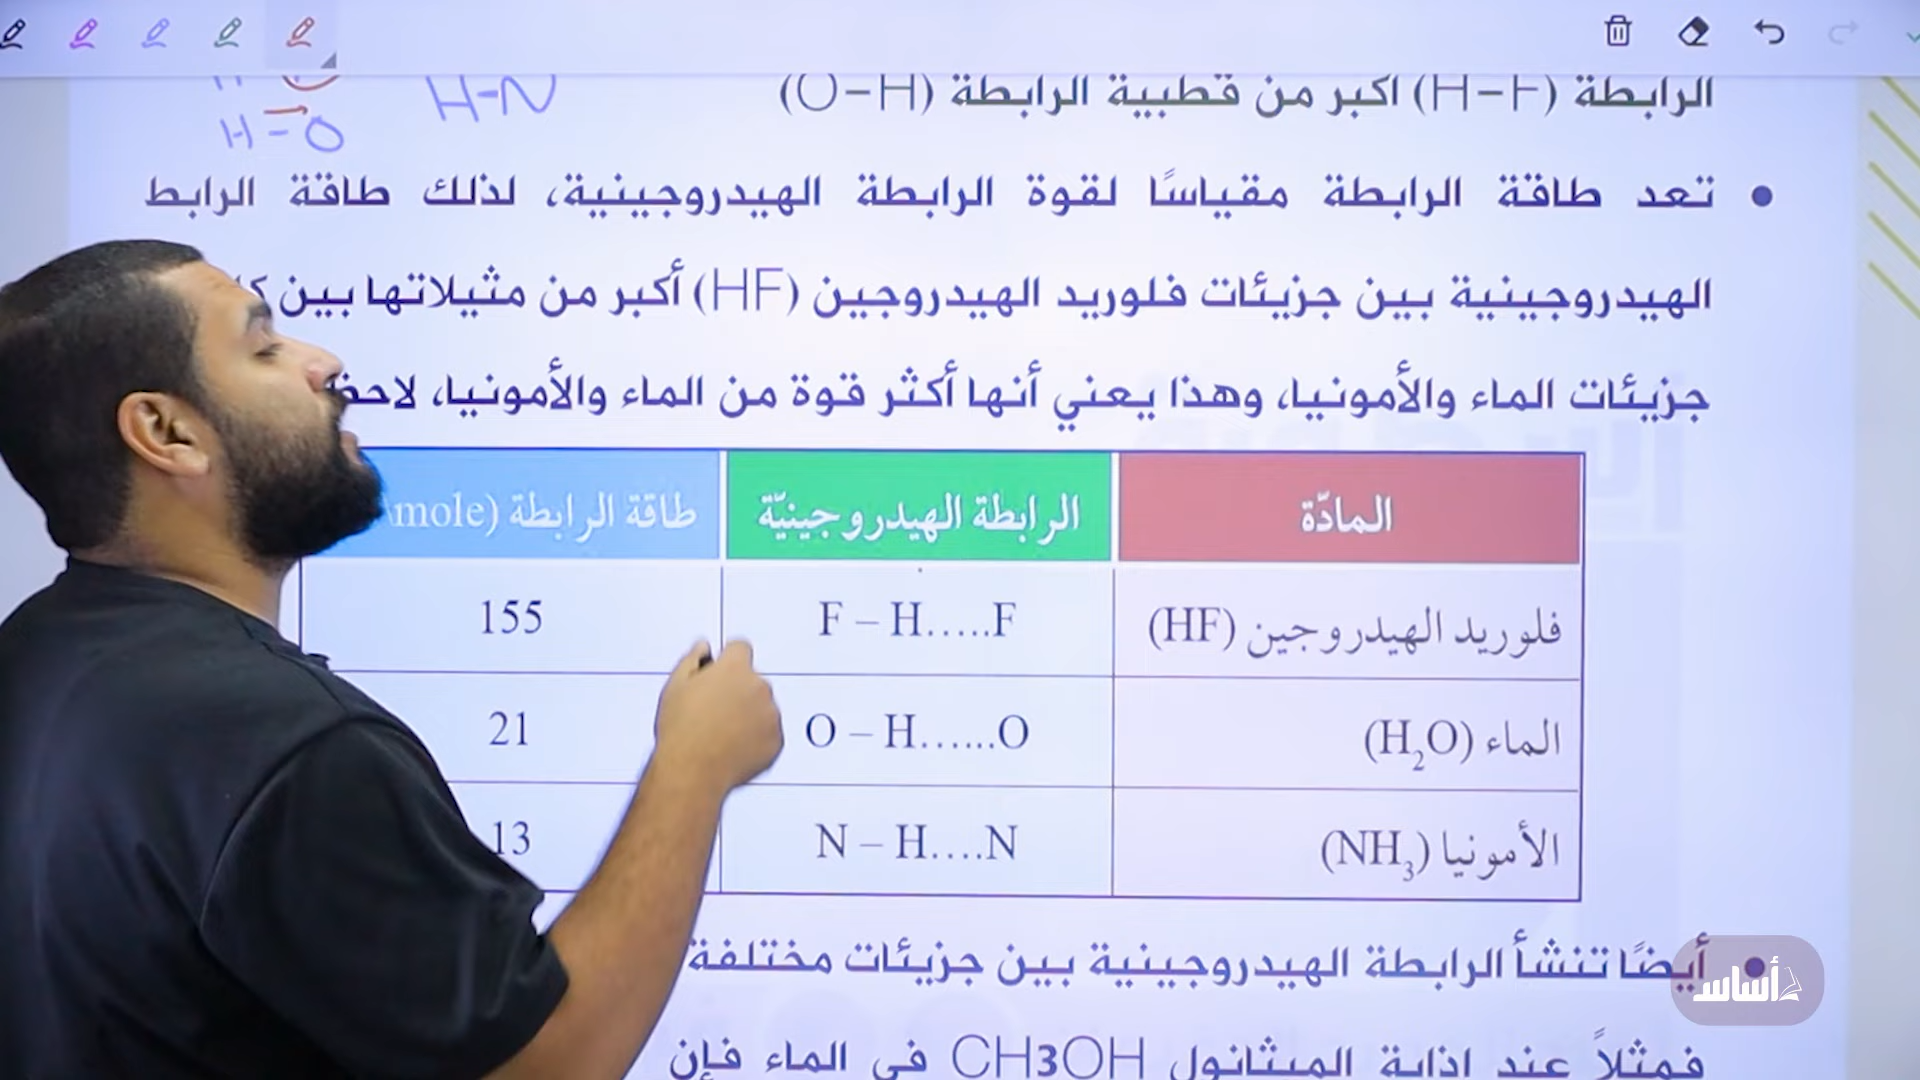 H-N
H-O
الرابطة (H-F) اكبر من قطبية الرابطة (O-H)
• تعد طاقة الرابطة مقياسًا لقوة الرابطة الهيدروجينية، لذلك طاقة الرابط
الهيدروجينية بين جزيئات فلوريد الهيدروجين (HF) أكبر من مثيلاتها بين
جزيئات الماء والأمونيا، وهذا يعني أنها أكثر قوة من الماء والأمونيا،
المادّة الرابطة الهيدروجينيّة طاقة الرابطة (mole
فلوريد الهيدروجين (HF) F – H.....F 155
الماء (H₂O) O – H......O 21
الأمونيا (NH₃) N – H....N 13
• أيضًا تنشأ الرابطة الهيدروجينية بين جزيئات مختلفة
فمثلاً عند اذابة الميثانول CH3OH في الماء فإن
أساس